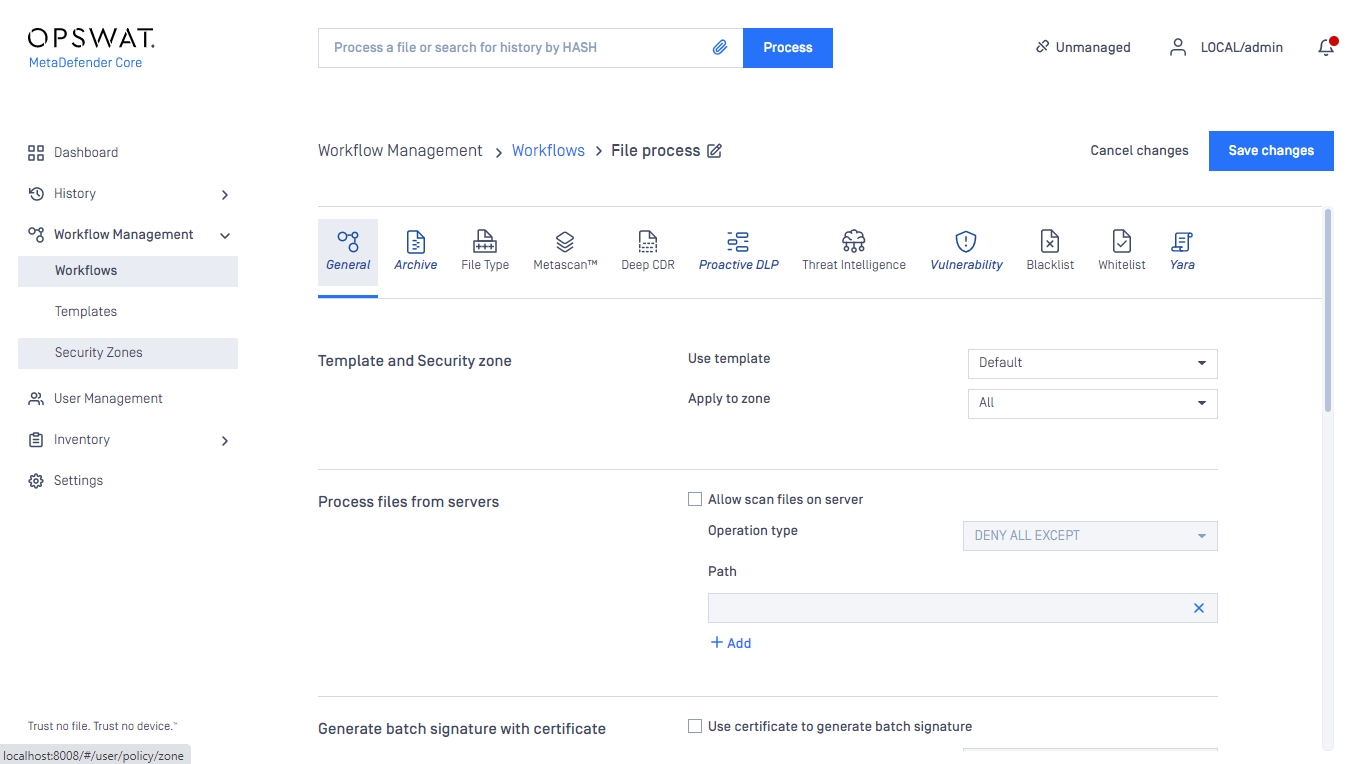 OPSWAT.
MetaDefender Core
Process a file or search for history by HASH
Process
Unmanaged
LOCAL/admin
Dashboard
History
Workflow Management
Workflows
Templates
Security Zones
User Management
Inventory
Settings
Trust no file. Trust no device.™
localhost:8008/#/user/policy/zone
Workflow Management > Workflows > File process
Cancel changes
Save changes
General
Archive
File Type
Metascan™
Deep CDR
Proactive DLP
Threat Intelligence
Vulnerability
Blacklist
Whitelist
Yara
Template and Security zone
Use template
Default
Apply to zone
All
Process files from servers
Allow scan files on server
Operation type
DENY ALL EXCEPT
Path
+ Add
Generate batch signature with certificate
Use certificate to generate batch signature